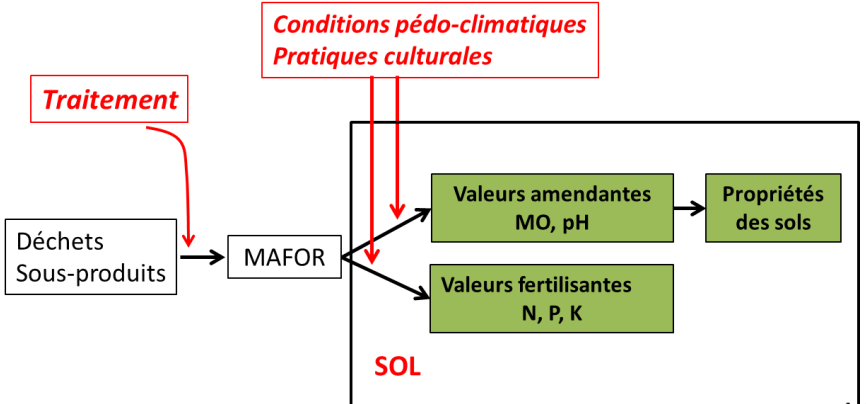 Conditions pédo-climatiques
Pratiques culturales
Traitement
Valeurs amendantes
MO, pH
Propriétés
des sols
Déchets
Sous-produits
MAFOR
Valeurs fertilisantes
N, P, K
SOL